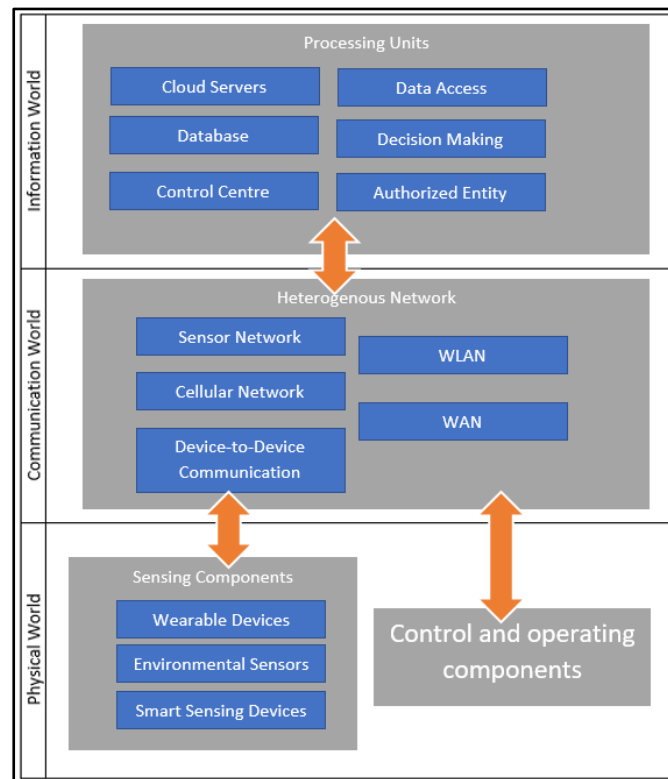 Information World
Processing Units
Cloud Servers
Data Access
Database
Decision Making
Control Centre
Authorized Entity
Communication World
Heterogenous Network
Sensor Network
WLAN
Cellular Network
WAN
Device-to-Device
Communication
Physical World
Sensing Components
Wearable Devices
Environmental Sensors
Smart Sensing Devices
Control and operating
components